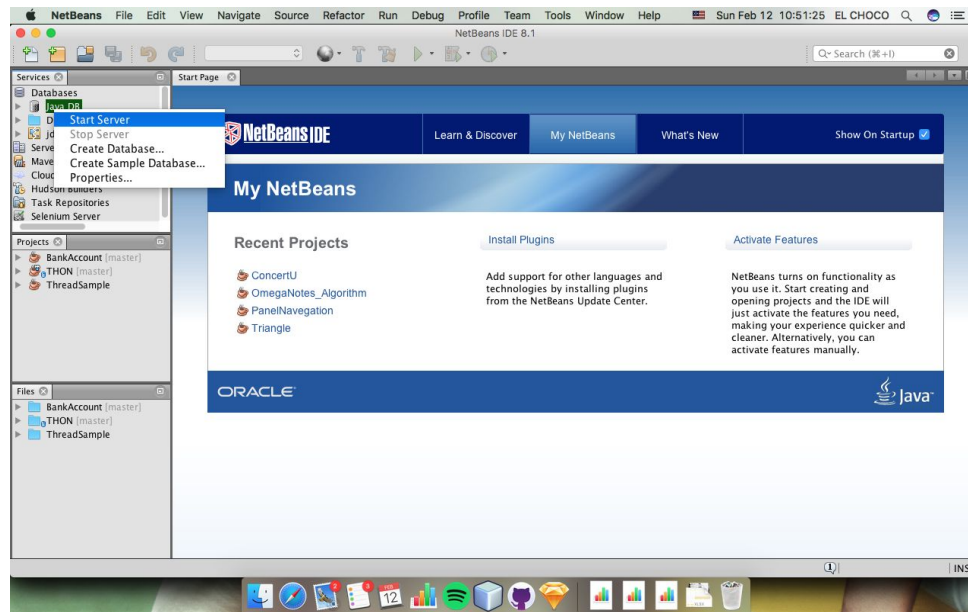 NetBeans File Edit View Navigate Source Refactor Run Debug Profile Team Tools Window Help Sun Feb 12 10:51:25 EL CHOCO
NetBeans IDE 8.1
Search (⌘+I)
Services
Start Page
Databases
Java DB
Start Server
Stop Server
Create Database...
Create Sample Database...
Properties...
Hudson Builders
Task Repositories
Selenium Server
NetBeans IDE
Learn & Discover
My NetBeans
What's New
Show On Startup
My NetBeans
Projects
BankAccount [master]
THON [master]
ThreadSample
Recent Projects
ConcertU
OmegaNotes_Algorithm
PanelNavegation
Triangle
Install Plugins
Add support for other languages and
technologies by installing plugins
from the NetBeans Update Center.
Activate Features
NetBeans turns on functionality as
you use it. Start creating and
opening projects and the IDE will
just activate the features you need,
making your experience quicker and
cleaner. Alternatively, you can
activate features manually.
Files
BankAccount [master]
THON [master]
ThreadSample
ORACLE
Java
1
INS
12